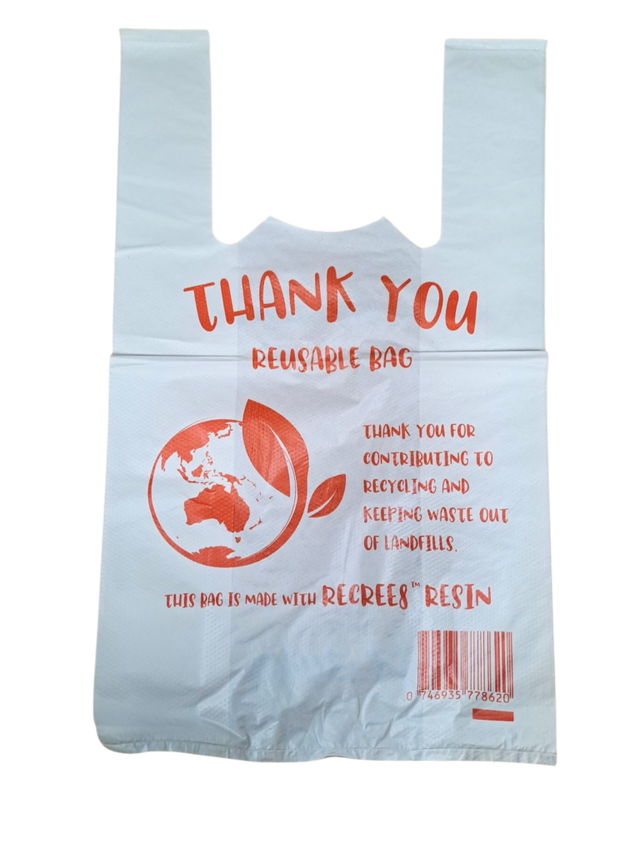 THANK YOU
REUSABLE BAG
THANK YOU FOR
CONTRIBUTING TO
RECYCLING AND
KEEPING WASTE OUT
OF LANDFILLS.
THIS BAG IS MADE WITH RECREE8™ RESIN
0 746935 778620